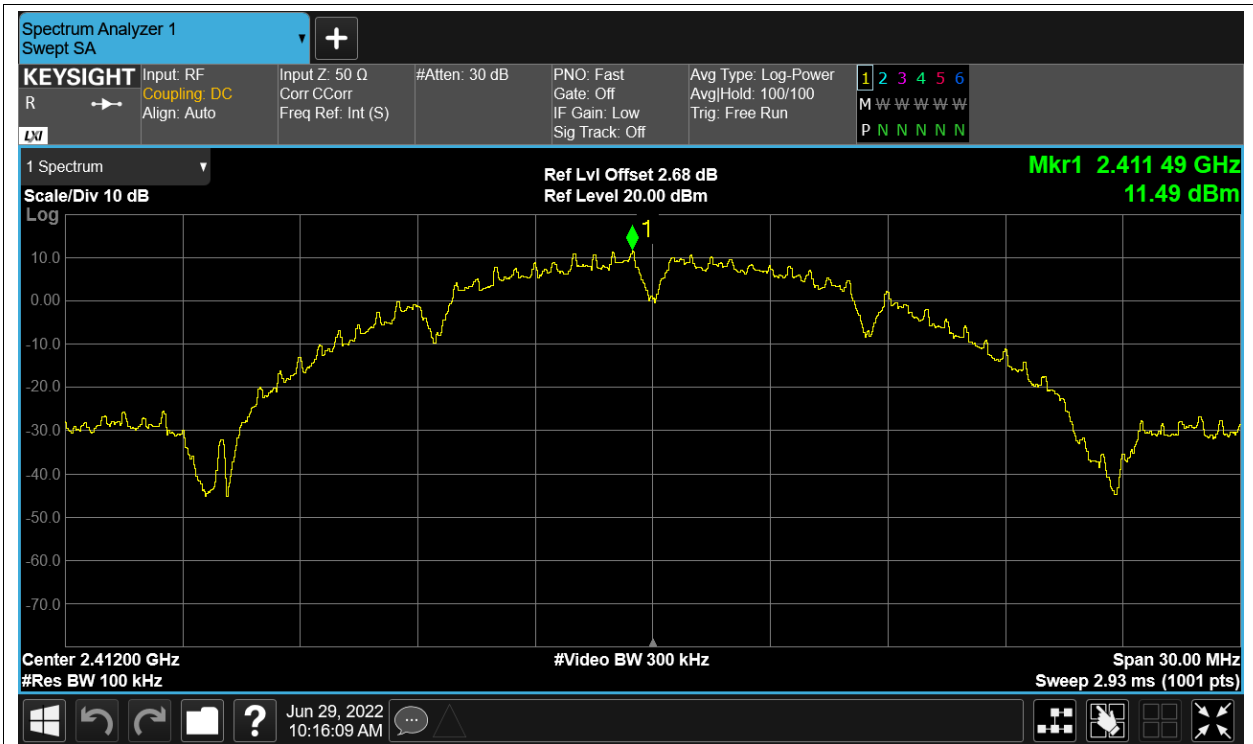 Spectrum Analyzer 1
Swept SA
+
KEYSIGHT
R
LXI
Input: RF
Coupling: DC
Align: Auto
Input Z: 50 Ω
Corr CCorr
Freq Ref: Int (S)
#Atten: 30 dB
PNO: Fast
Gate: Off
IF Gain: Low
Sig Track: Off
Avg Type: Log-Power
Avg|Hold: 100/100
Trig: Free Run
1 2 3 4 5 6
M W W W W W
P N N N N N
1 Spectrum
Scale/Div 10 dB
Ref Lvl Offset 2.68 dB
Ref Level 20.00 dBm
Mkr1 2.411 49 GHz
11.49 dBm
Log
1
10.0
0.00
-10.0
-20.0
-30.0
-40.0
-50.0
-60.0
-70.0
Center 2.41200 GHz
#Res BW 100 kHz
#Video BW 300 kHz
Span 30.00 MHz
Sweep 2.93 ms (1001 pts)
?
Jun 29, 2022
10:16:09 AM